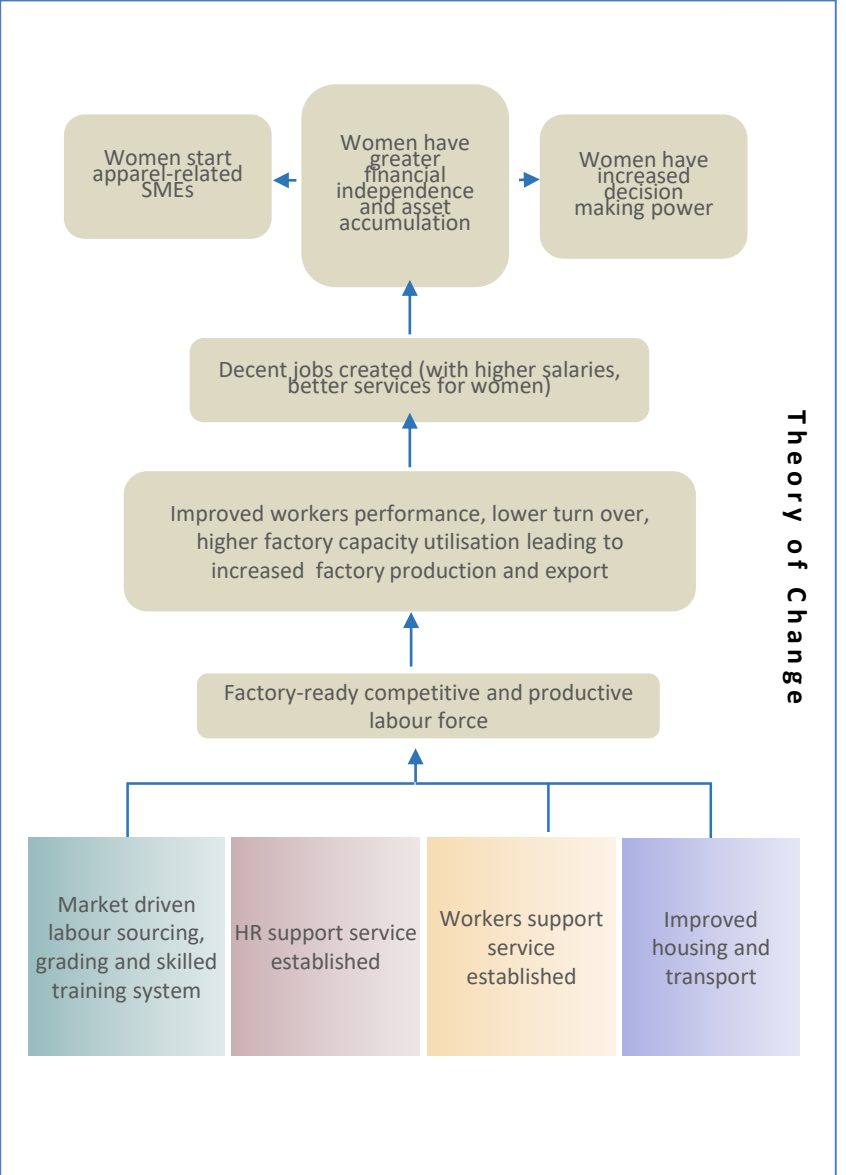 Women start
apparel-related
SMEs
Women have
greater
financial
independence
and asset
accumulation
Women have
increased
decision
making power
Decent jobs created (with higher salaries,
better services for women)
Improved workers performance, lower turn over,
higher factory capacity utilisation leading to
increased factory production and export
Theory of Change
Factory-ready competitive and productive
labour force
Market driven
labour sourcing,
grading and skilled
training system
HR support service
established
Workers support
service
established
Improved
housing and
transport